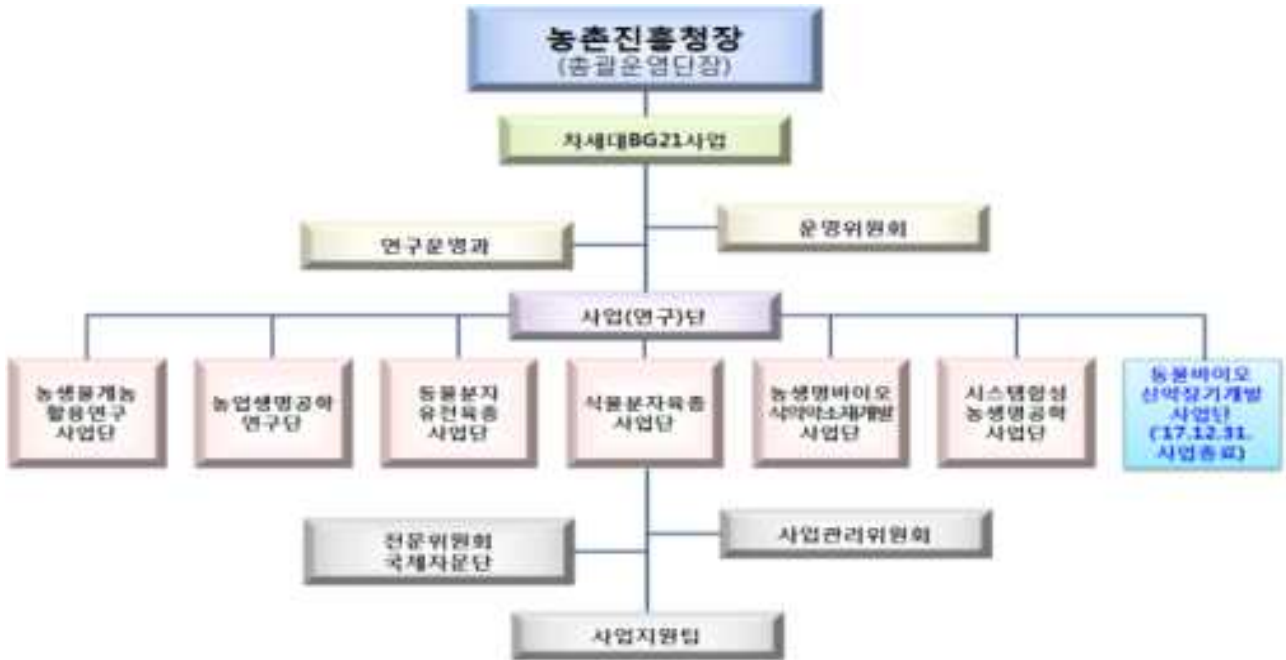 농촌진흥청장
(총괄운영단장)
차세대BG21사업
연구운영과
운영위원회
사업(연구)단
농생물게놈
활용연구
사업단
농업생명공학
연구단
동물분자
유전육종
사업단
식물분자육종
사업단
농생명바이오
식의약소재개발
사업단
시스템합성
농생명공학
사업단
동물바이오
신약장기개발
사업단
('17.12.31.
사업종료)
전문위원회
국제자문단
사업관리위원회
사업지원팀